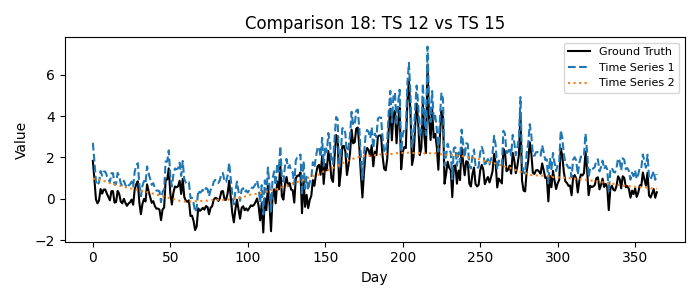 Comparison 18: TS 12 vs TS 15
Ground Truth
Time Series 1
Time Series 2
Value
6
4
2
0
−2
0
50
100
150
200
250
300
350
Day